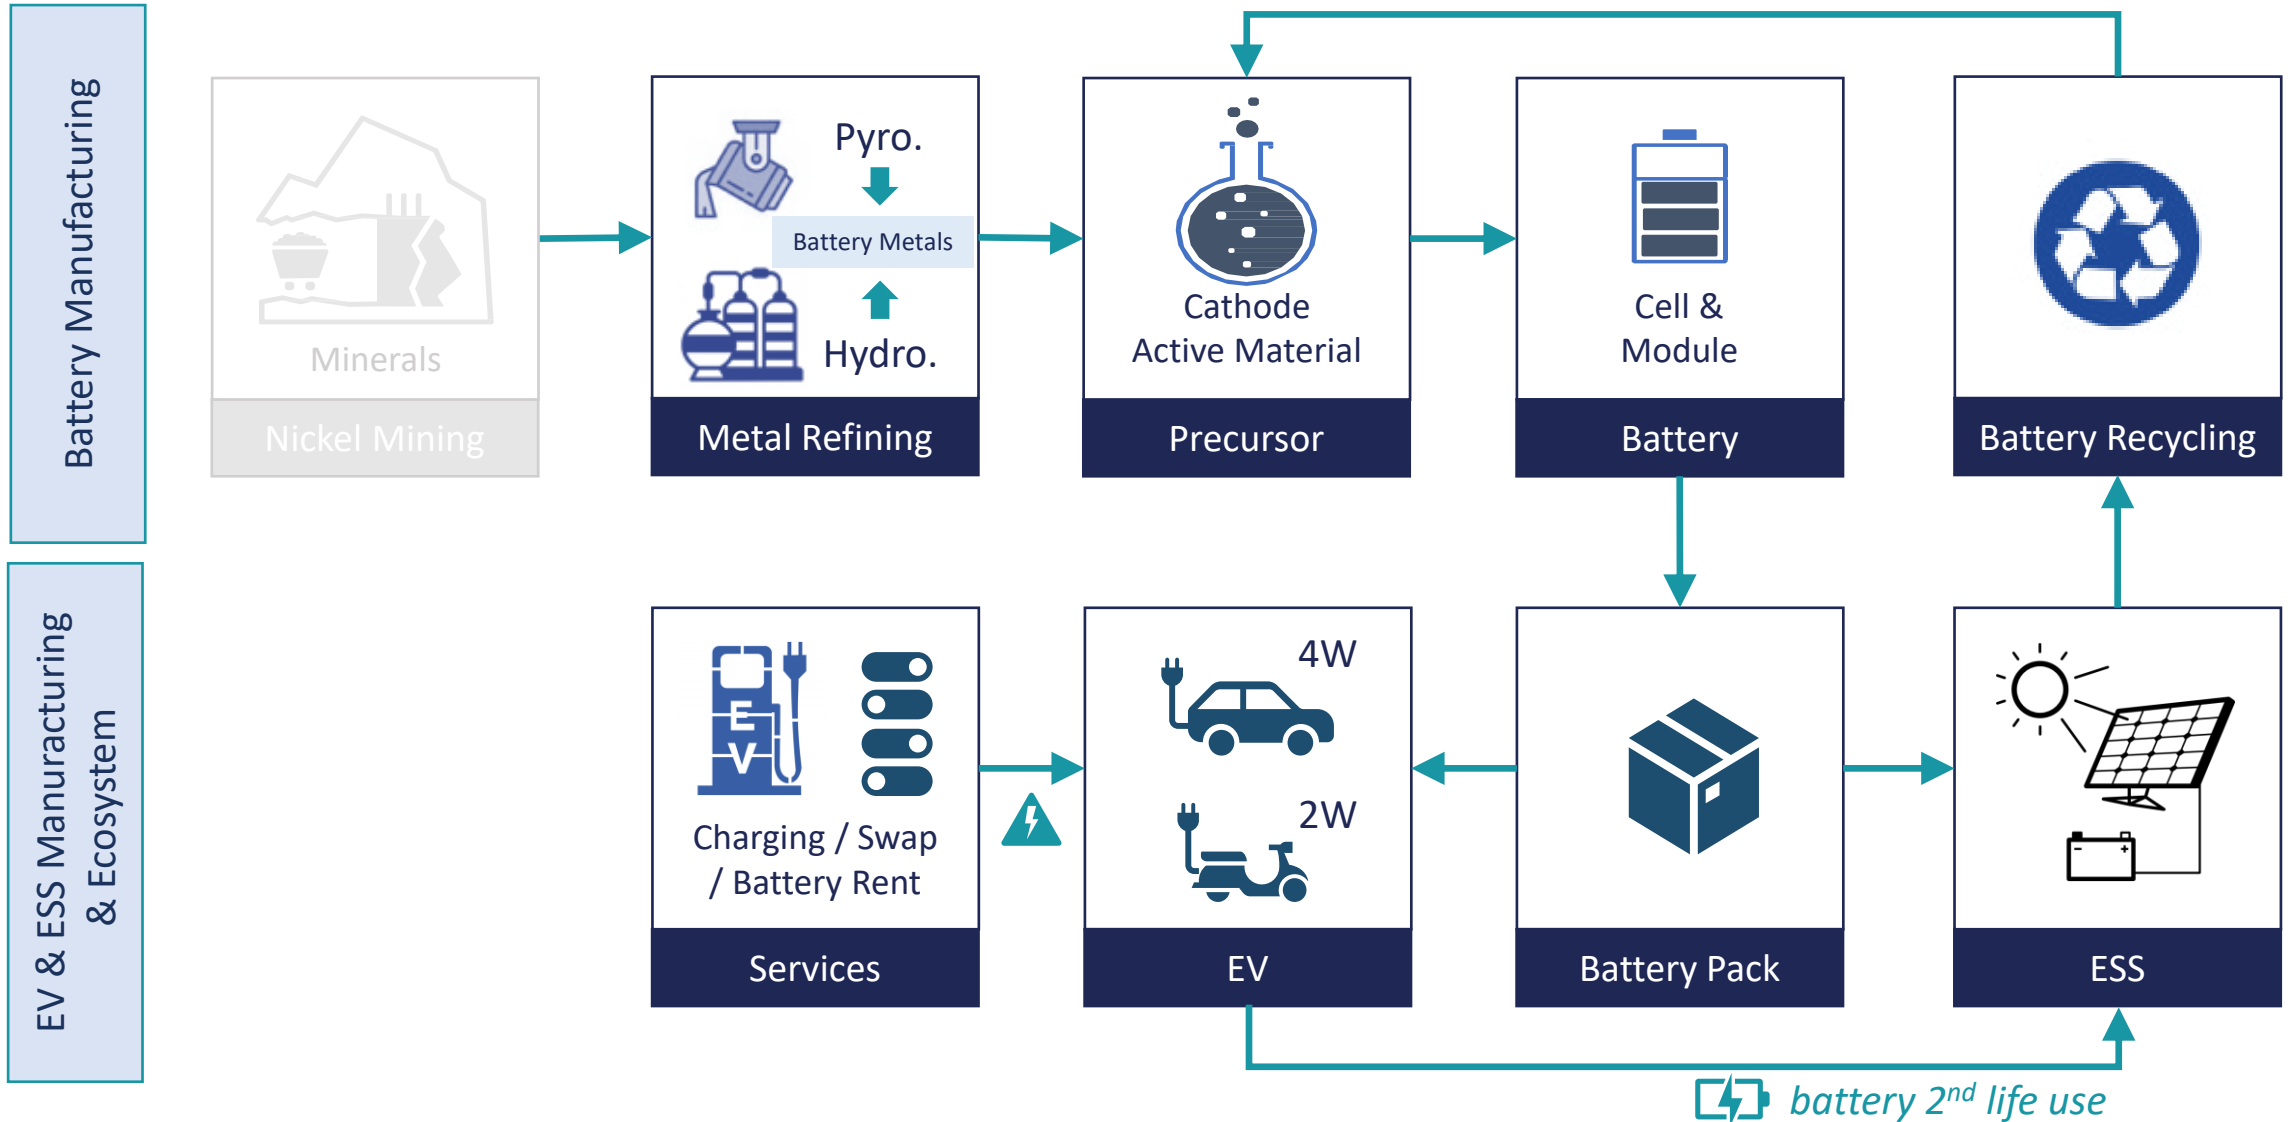 Battery Manufacturing
Minerals
Nickel Mining
Pyro.
Battery Metals
Hydro.
Metal Refining
Cathode
Active Material
Precursor
Cell &
Module
Battery
Battery Recycling
EV & ESS Manuracturing
& Ecosystem
E
V
Charging / Swap
/ Battery Rent
Services
4W
2W
EV
Battery Pack
- +
ESS
battery 2nd life use